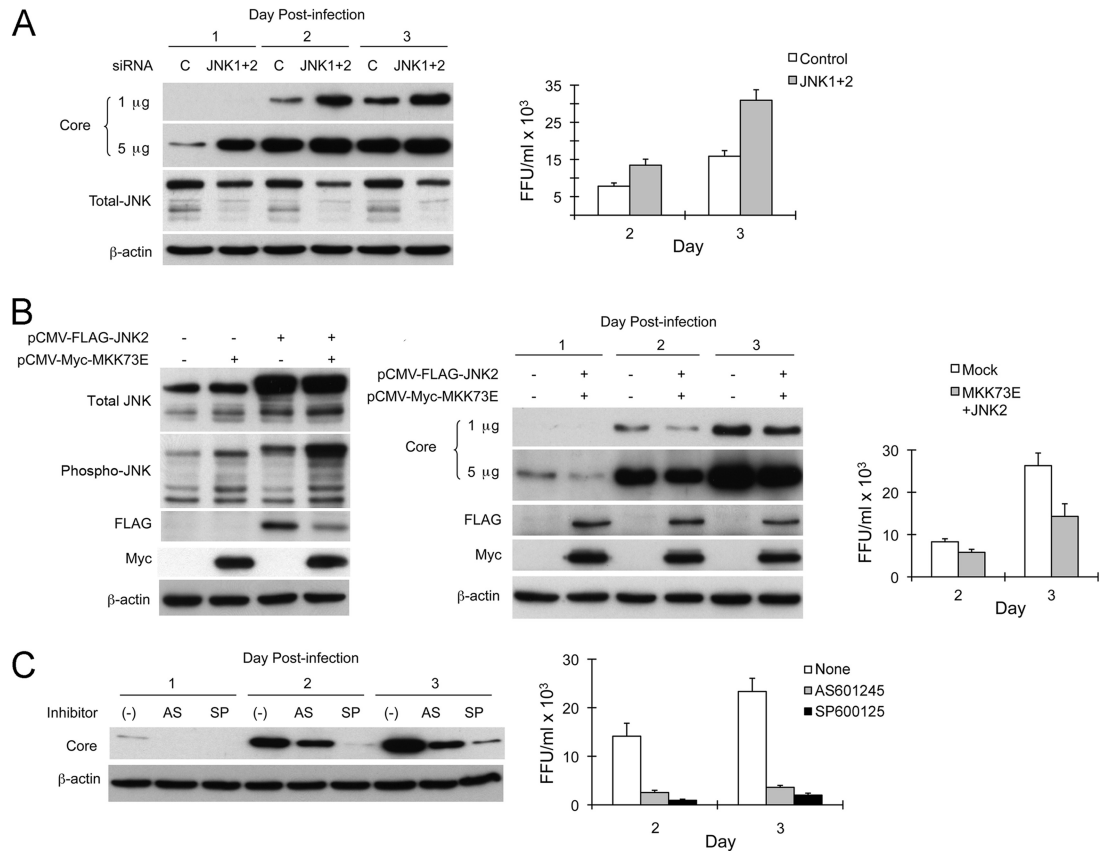 A
Day Post-infection
1 2 3
siRNA C JNK1+2 C JNK1+2 C JNK1+2
Core
1 μg
5 μg
Total-JNK
β-actin
Control
JNK1+2
FFU/ml x 10³
35
25
15
5
2 3
Day
B
pCMV-FLAG-JNK2 - - + +
pCMV-Myc-MKK73E - + - +
Total JNK
Phospho-JNK
FLAG
Myc
β-actin
Day Post-infection
1 2 3
pCMV-FLAG-JNK2 - + - + - +
pCMV-Myc-MKK73E - + - + - +
Core
1 μg
5 μg
FLAG
Myc
β-actin
Mock
MKK73E
+JNK2
FFU/ml x 10³
30
20
10
0
2 3
Day
C
Day Post-infection
1 2 3
Inhibitor (-) AS SP (-) AS SP (-) AS SP
Core
β-actin
None
AS601245
SP600125
FFU/ml x 10³
30
20
10
0
2 3
Day